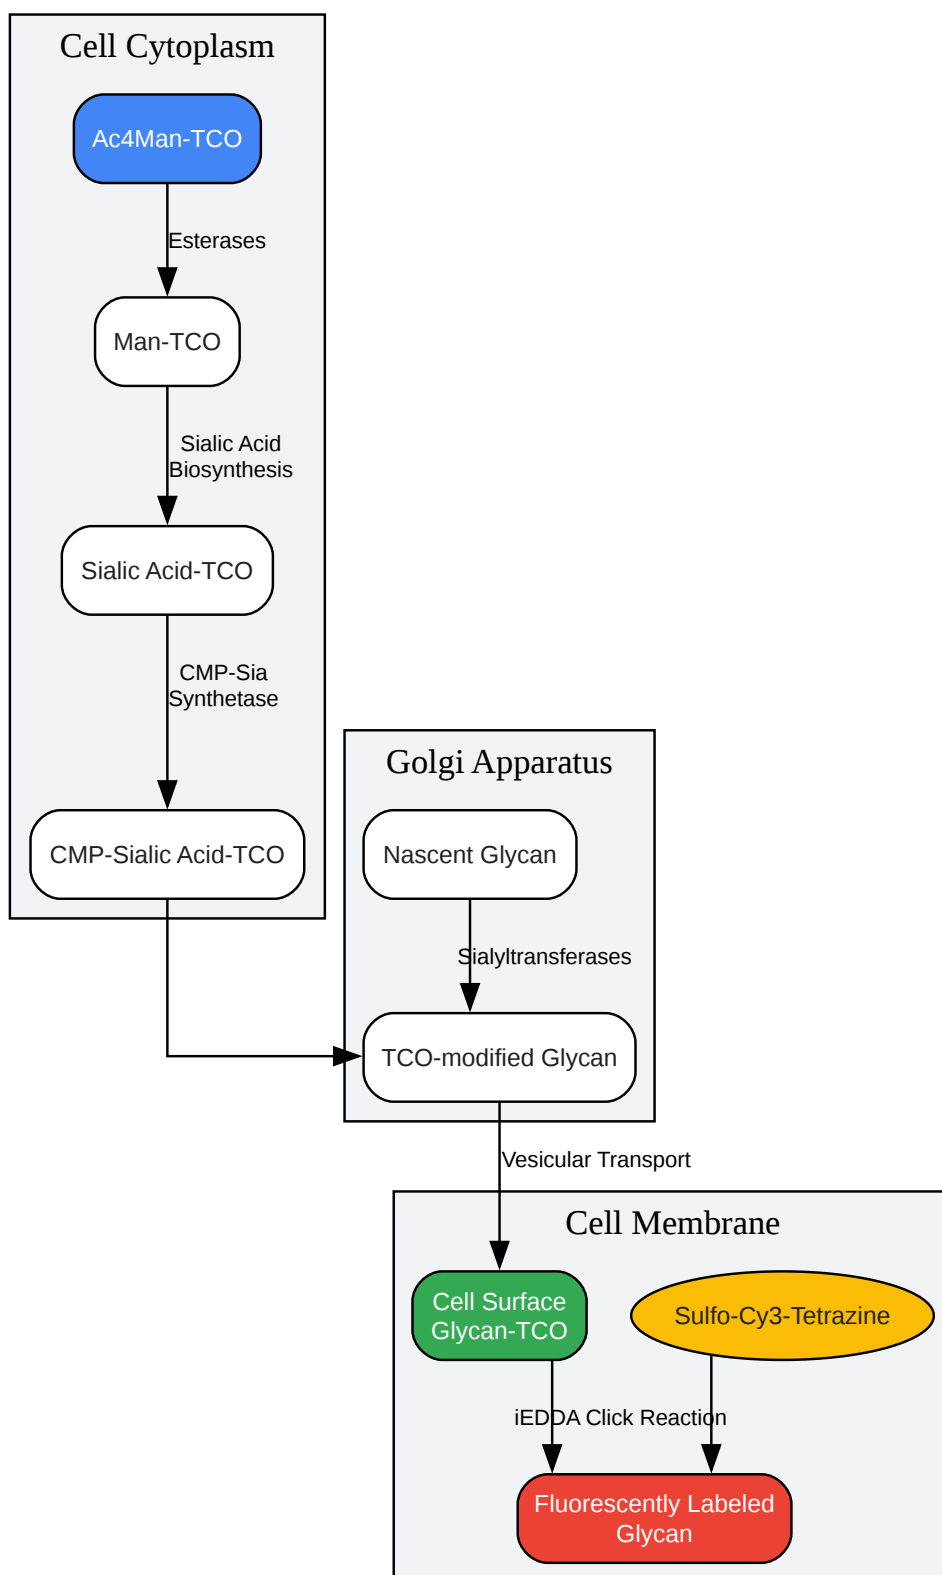 Cell Cytoplasm
Ac4Man-TCO
Esterases
Man-TCO
Sialic Acid
Biosynthesis
Sialic Acid-TCO
CMP-Sia
Synthetase
CMP-Sialic Acid-TCO
Golgi Apparatus
Nascent Glycan
Sialyltransferases
TCO-modified Glycan
Vesicular Transport
Cell Membrane
Cell Surface
Glycan-TCO
Sulfo-Cy3-Tetrazine
iEDDA Click Reaction
Fluorescently Labeled
Glycan